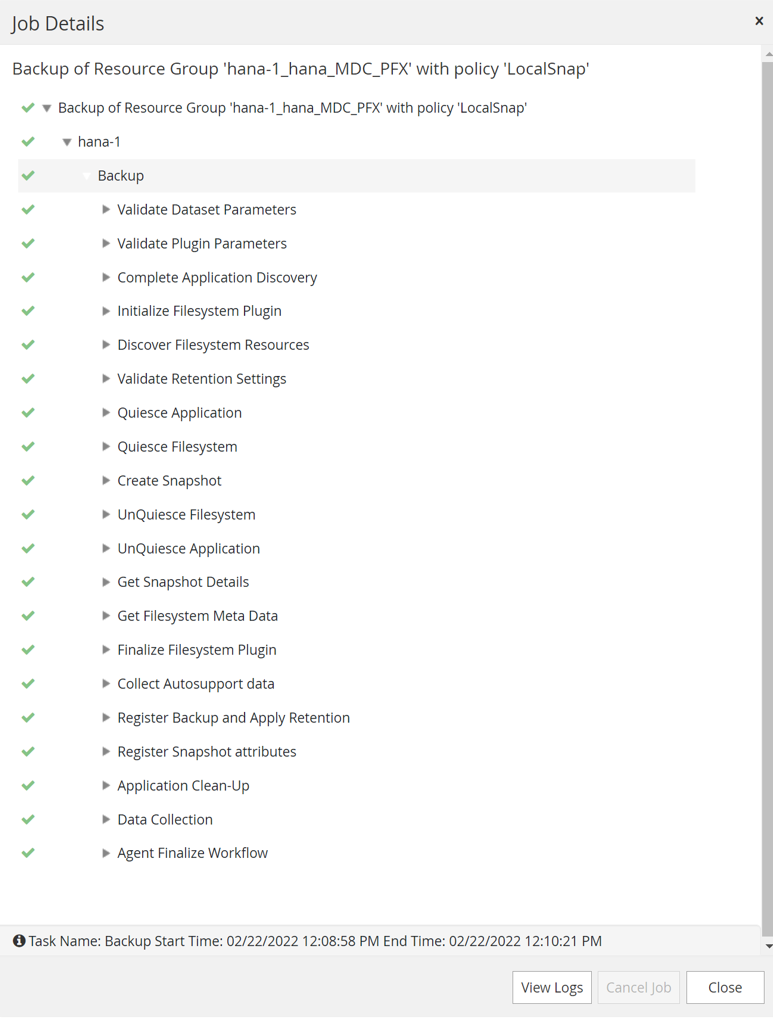 Job Details
Backup of Resource Group 'hana-1_hana_MDC_PFX' with policy 'LocalSnap'
Backup of Resource Group 'hana-1_hana_MDC_PFX' with policy 'LocalSnap'
hana-1
Backup
Validate Dataset Parameters
Validate Plugin Parameters
Complete Application Discovery
Initialize Filesystem Plugin
Discover Filesystem Resources
Validate Retention Settings
Quiesce Application
Quiesce Filesystem
Create Snapshot
UnQuiesce Filesystem
UnQuiesce Application
Get Snapshot Details
Get Filesystem Meta Data
Finalize Filesystem Plugin
Collect Autosupport data
Register Backup and Apply Retention
Register Snapshot attributes
Application Clean-Up
Data Collection
Agent Finalize Workflow
Task Name: Backup Start Time: 02/22/2022 12:08:58 PM End Time: 02/22/2022 12:10:21 PM
View Logs Cancel Job Close